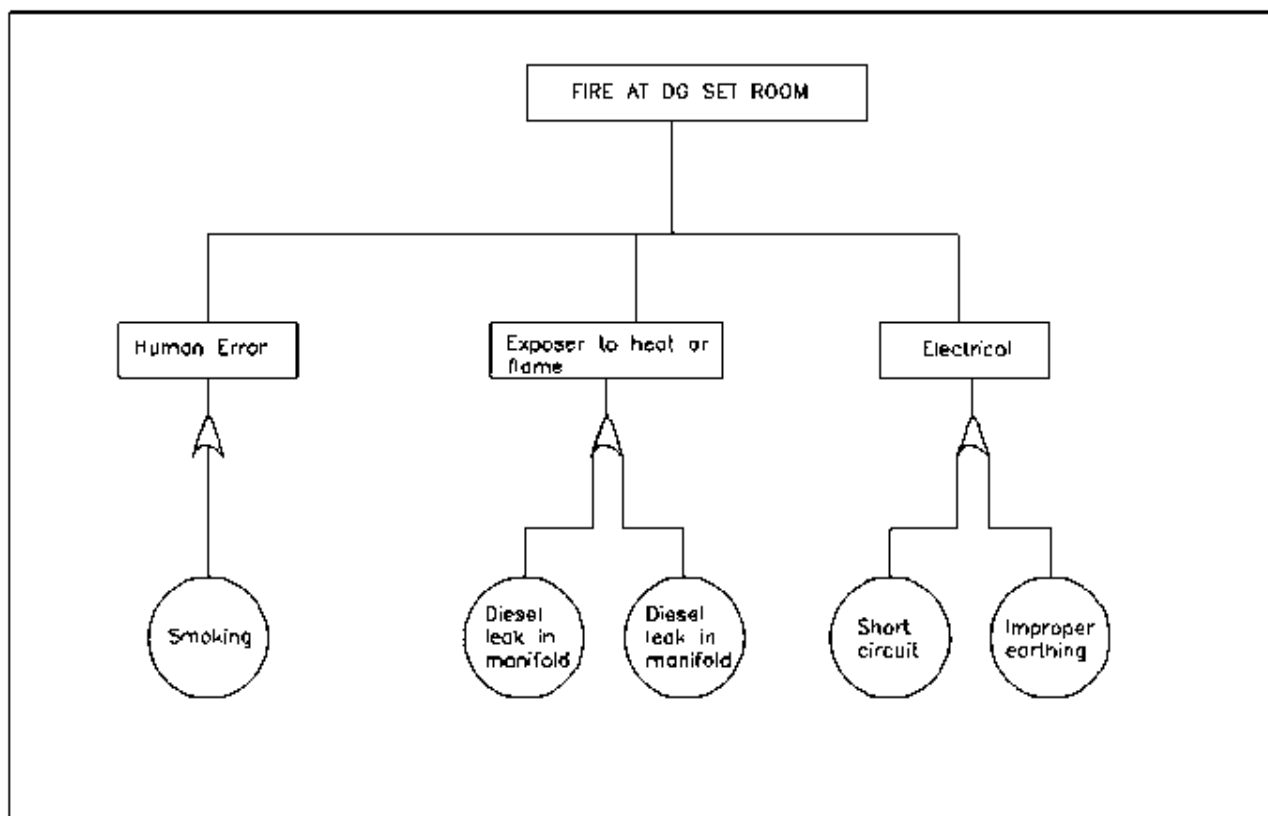 FIRE AT DG SET ROOM
Human Error
Exposer to heat or
flame
Electrical
Smoking
Diesel
leak in
manifold
Diesel
leak in
manifold
Short
circuit
Improper
earthing